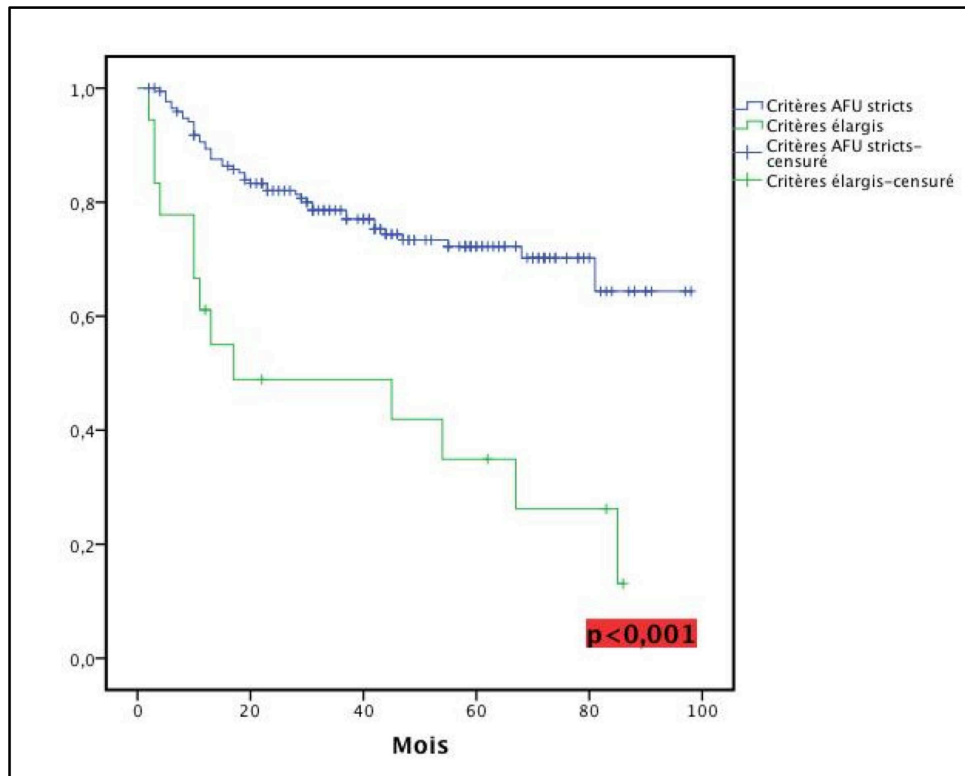 1,0
0,8
0,6
0,4
0,2
0,0
0 20 40 60 80 100
Mois
Critères AFU stricts
Critères élargis
Critères AFU stricts-
censuré
Critères élargis-censuré
p<0,001